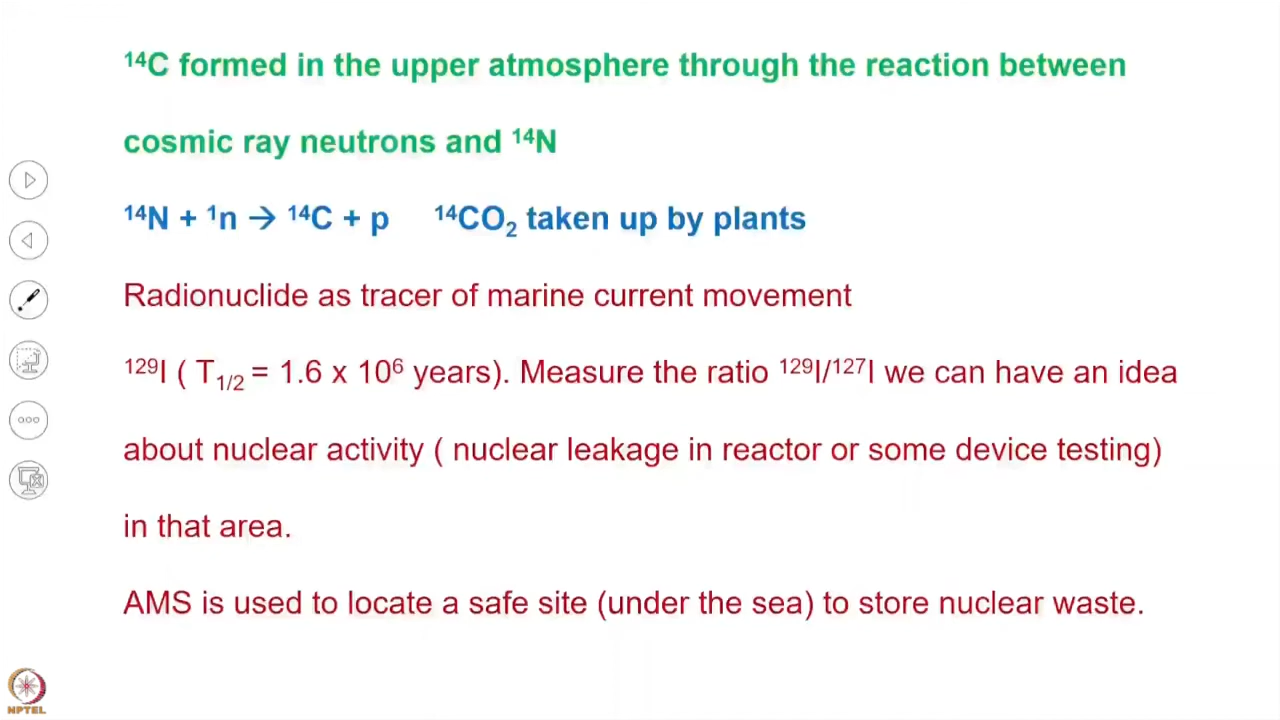 ¹⁴C formed in the upper atmosphere through the reaction between
cosmic ray neutrons and ¹⁴N
¹⁴N + ¹n → ¹⁴C + p ¹⁴CO₂ taken up by plants
Radionuclide as tracer of marine current movement
¹²⁹I ( T₁/₂ = 1.6 x 10⁶ years). Measure the ratio ¹²⁹I/¹²⁷I we can have an idea
about nuclear activity ( nuclear leakage in reactor or some device testing)
in that area.
AMS is used to locate a safe site (under the sea) to store nuclear waste.
NPTEL